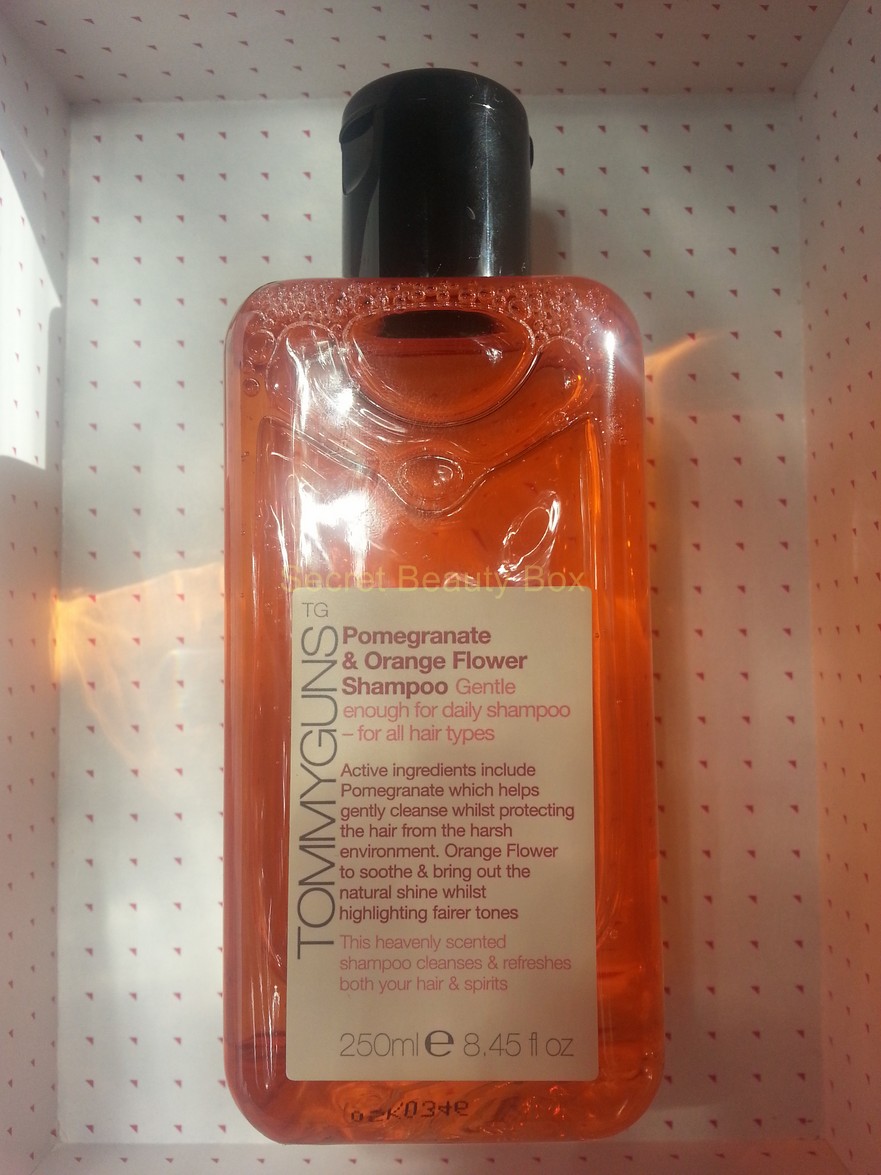 Secret Beauty Box
TG
TOMMYGUNS
Pomegranate
& Orange Flower
Shampoo Gentle
enough for daily shampoo
– for all hair types
Active ingredients include
Pomegranate which helps
gently cleanse whilst protecting
the hair from the harsh
environment. Orange Flower
to soothe & bring out the
natural shine whilst
highlighting fairer tones
This heavenly scented
shampoo cleanses & refreshes
both your hair & spirits
250ml e 8.45 fl oz